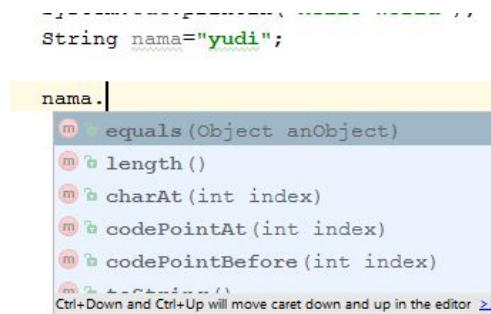 String nama="yudi";
nama.
m equals(Object anObject)
m length()
m charAt(int index)
m codePointAt(int index)
m codePointBefore(int index)
Ctrl+Down and Ctrl+Up will move caret down and up in the editor >